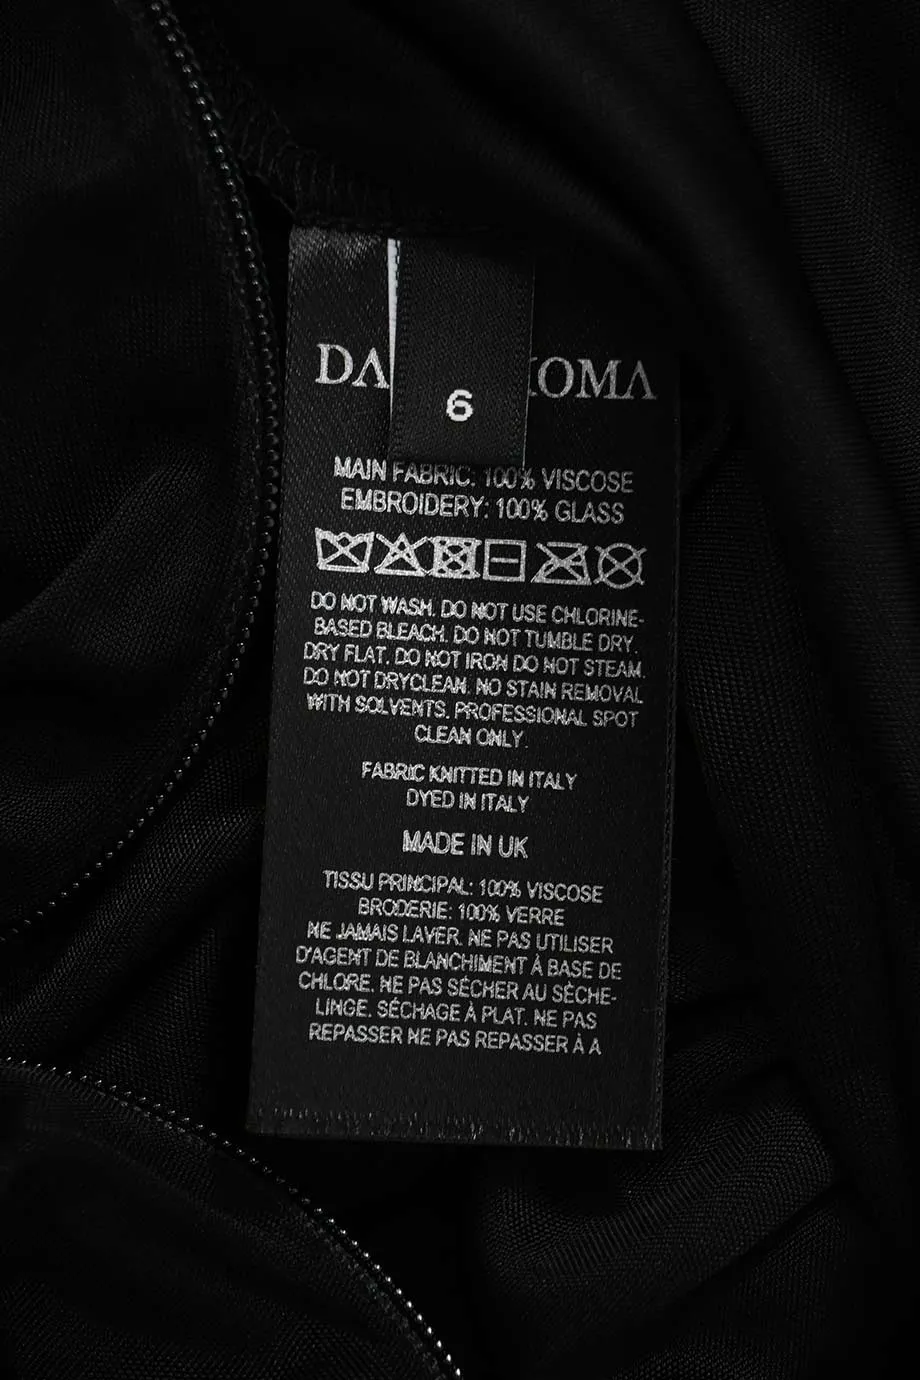 DΛ KOMΛ
6
MAIN FABRIC: 100% VISCOSE
EMBROIDERY: 100% GLASS
DO NOT WASH. DO NOT USE CHLORINE-
BASED BLEACH. DO NOT TUMBLE DRY.
DRY FLAT. DO NOT IRON DO NOT STEAM.
DO NOT DRYCLEAN. NO STAIN REMOVAL
WITH SOLVENTS. PROFESSIONAL SPOT
CLEAN ONLY.
FABRIC KNITTED IN ITALY
DYED IN ITALY
MADE IN UK
TISSU PRINCIPAL: 100% VISCOSE
BRODERIE: 100% VERRE
NE JAMAIS LAVER. NE PAS UTILISER
D'AGENT DE BLANCHIMENT À BASE DE
CHLORE. NE PAS SÉCHER AU SÈCHE-
LINGE. SÉCHAGE À PLAT. NE PAS
REPASSER NE PAS REPASSER À A